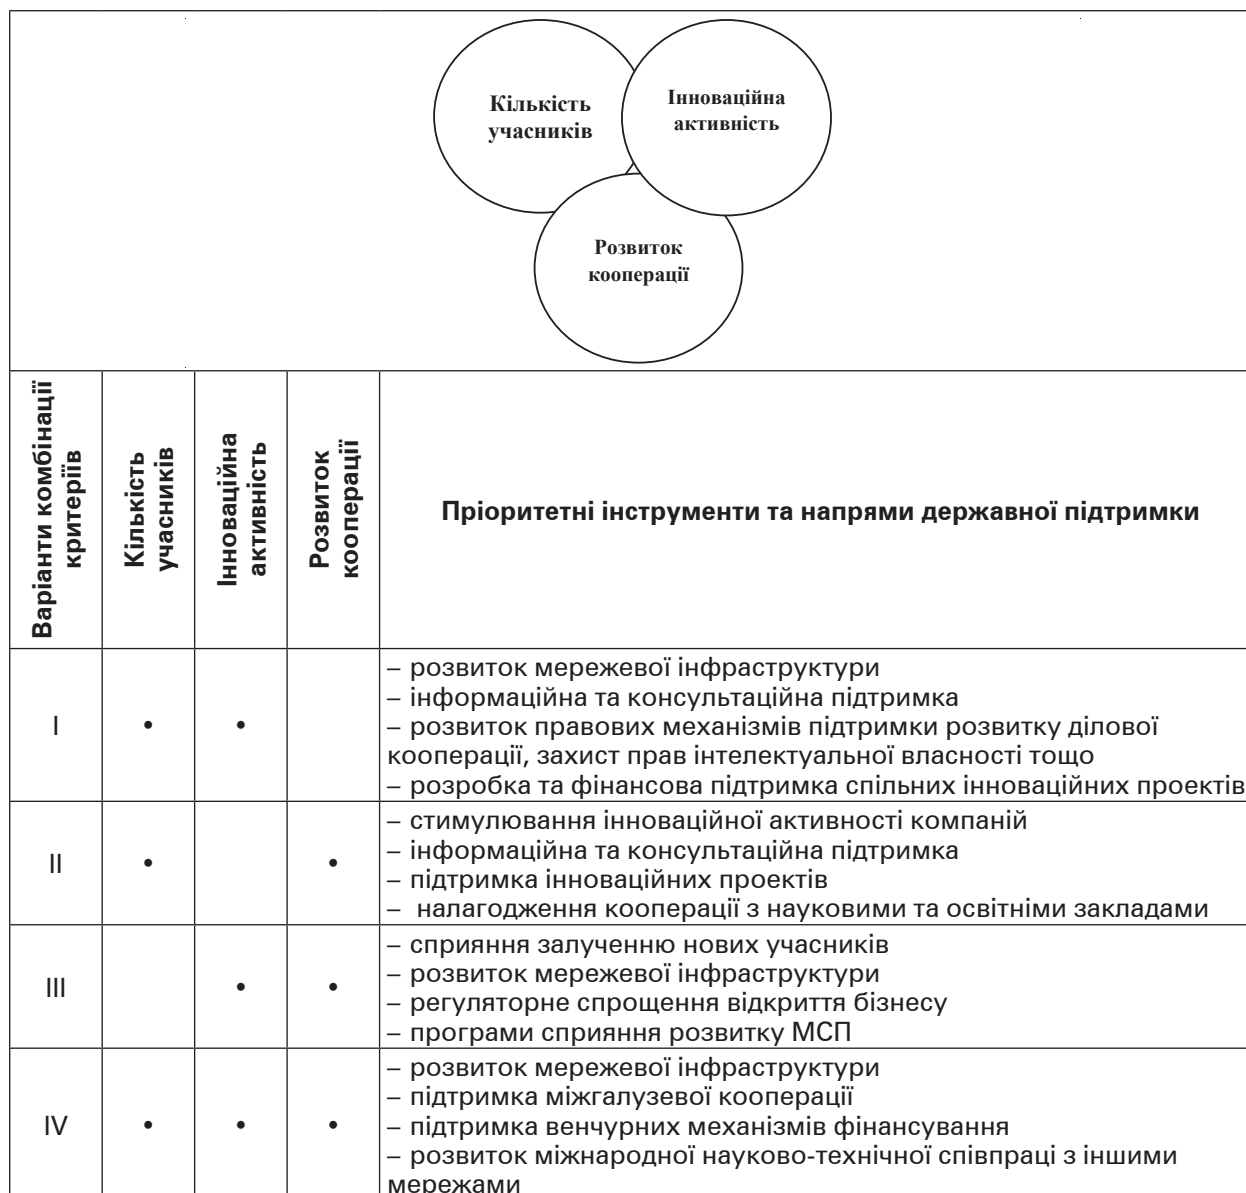 Кількість
учасників
Інноваційна
активність
Розвиток
кооперації
Варіанти комбінації
критеріїв
Кількість
учасників
Інноваційна
активність
Розвиток
кооперації
Пріоритетні інструменти та напрями державної підтримки
I
•
•
– розвиток мережевої інфраструктури
– інформаційна та консультаційна підтримка
– розвиток правових механізмів підтримки розвитку ділової
кооперації, захист прав інтелектуальної власності тощо
– розробка та фінансова підтримка спільних інноваційних проектів
II
•
•
– стимулювання інноваційної активності компаній
– інформаційна та консультаційна підтримка
– підтримка інноваційних проектів
– налагодження кооперації з науковими та освітніми закладами
III
•
•
– сприяння залученню нових учасників
– розвиток мережевої інфраструктури
– регуляторне спрощення відкриття бізнесу
– програми сприяння розвитку МСП
IV
•
•
•
– розвиток мережевої інфраструктури
– підтримка міжгалузевої кооперації
– підтримка венчурних механізмів фінансування
– розвиток міжнародної науково-технічної співпраці з іншими
мережами